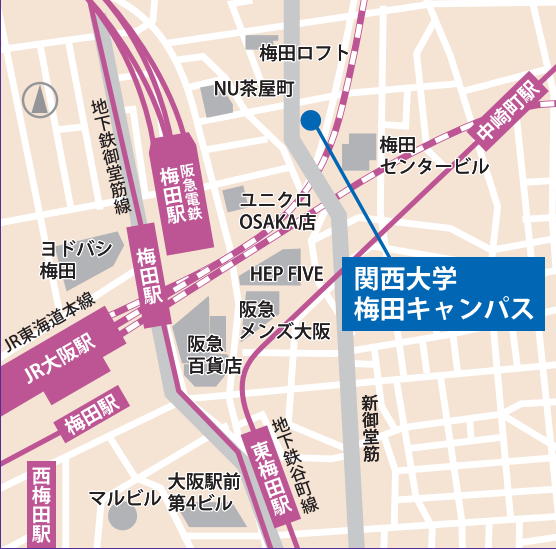 梅田ロフト
NU茶屋町
中崎町駅
地下鉄御堂筋線
阪急電鉄
梅田駅
梅田
センタービル
ユニクロ
OSAKA店
ヨドバシ
梅田
梅田駅
HEP FIVE
関西大学
梅田キャンパス
JR東海道本線
阪急
メンズ大阪
JR大阪駅
阪急
百貨店
梅田駅
新御堂筋
地下鉄谷町線
東梅田駅
西梅田駅
マルビル
大阪駅前
第4ビル